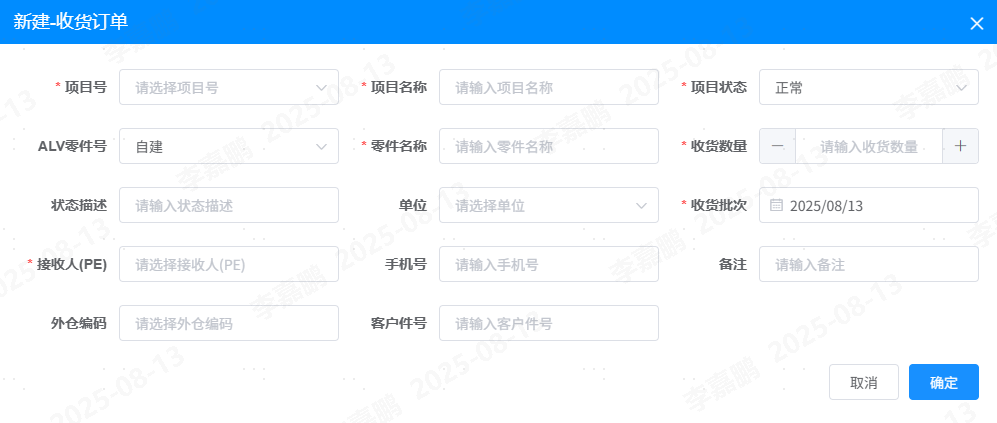 新建-收货订单
* 项目号 请选择项目号 * 项目名称 请输入项目名称 * 项目状态 正常
ALV零件号 自建 * 零件名称 请输入零件名称 * 收货数量 请输入收货数量
状态描述 请输入状态描述 单位 请选择单位 * 收货批次 2025/08/13
* 接收人(PE) 请选择接收人(PE) 手机号 请输入手机号 备注 请输入备注
外仓编码 请选择外仓编码 客户件号 请输入客户件号
取消 确定
李嘉鹏 2025-08-13